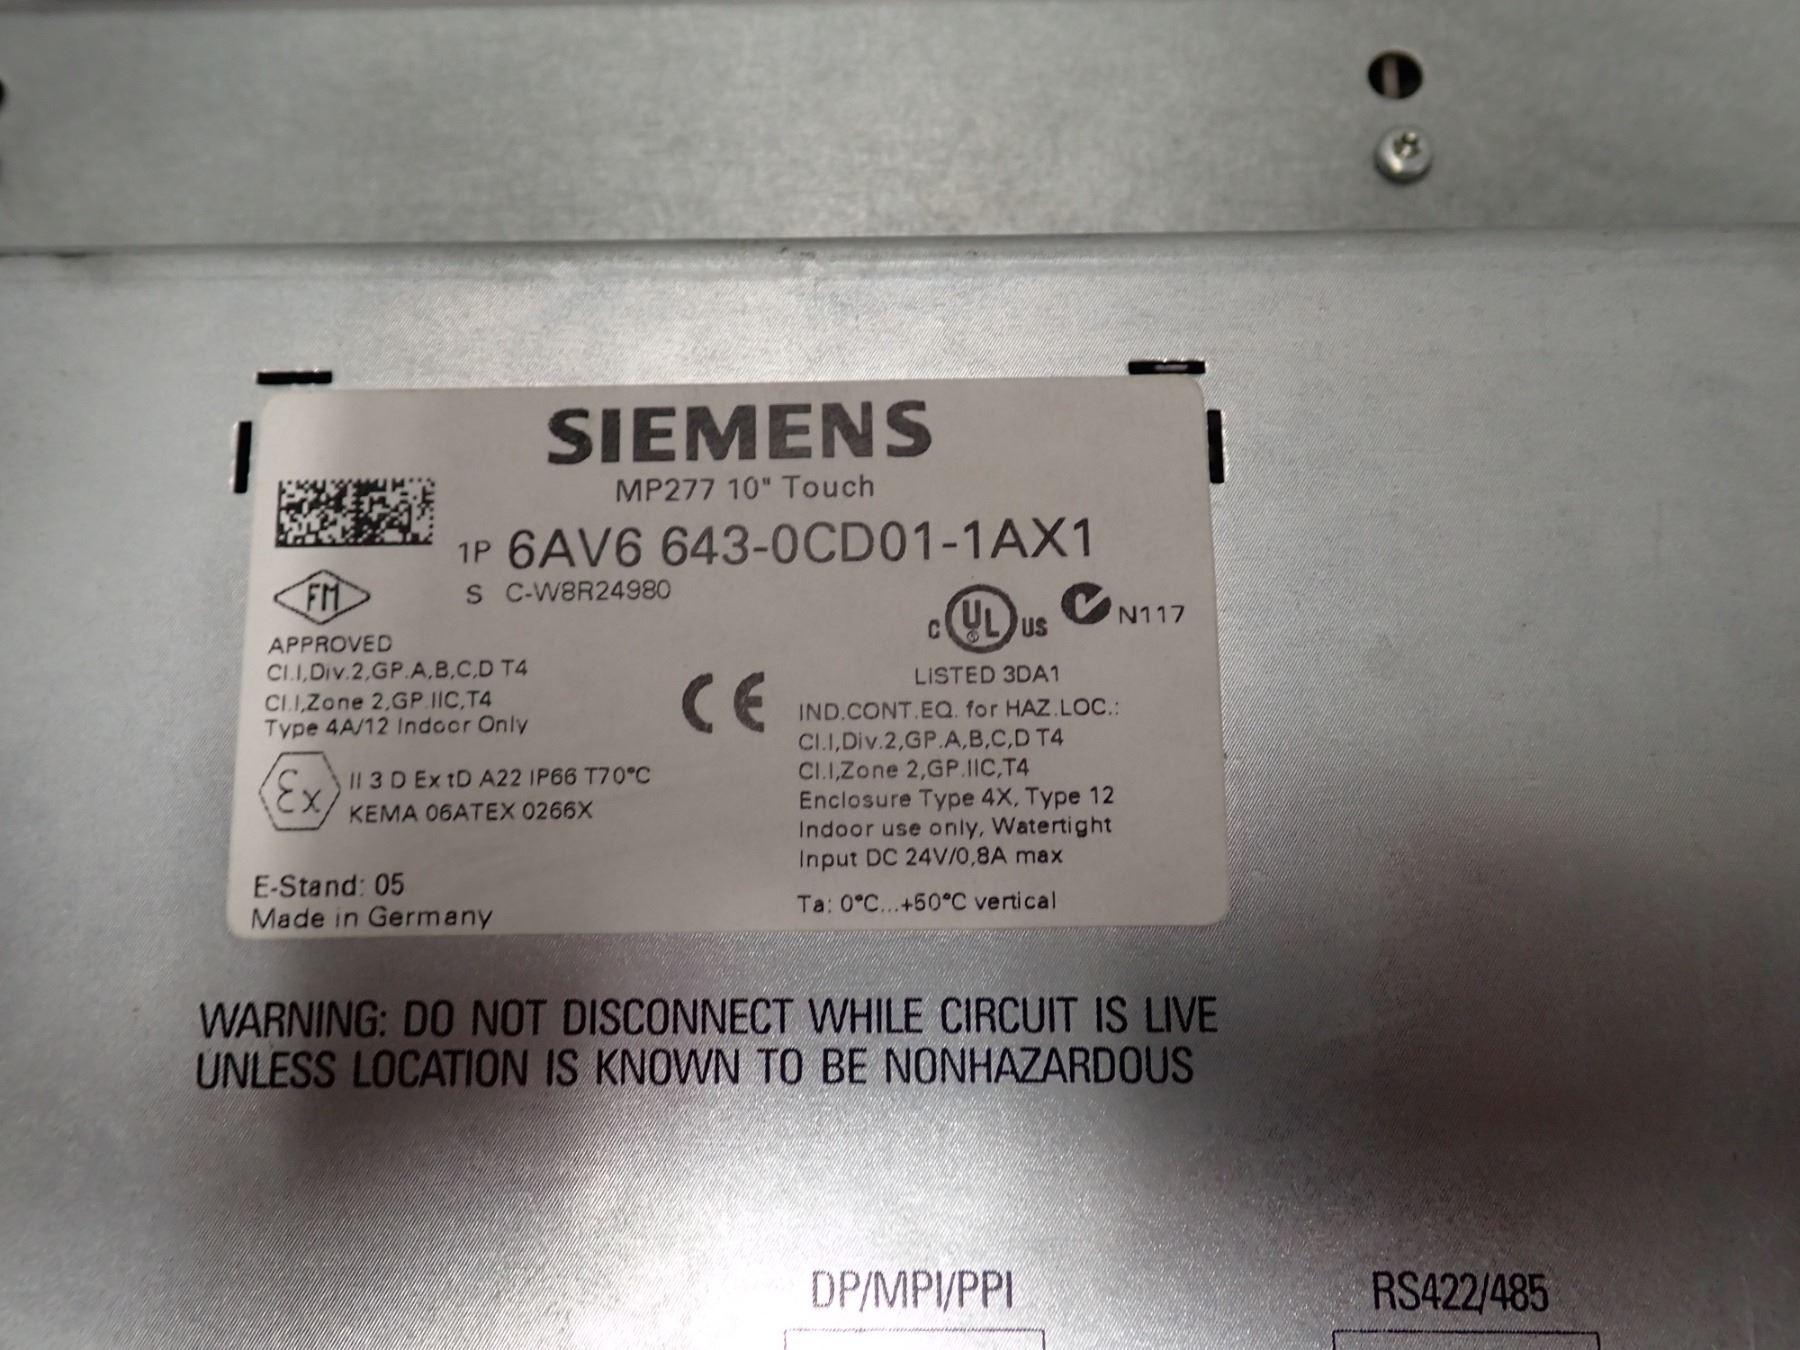 SIEMENS
MP277 10" Touch
1P 6AV6 643-0CD01-1AX1
S C-W8R24980
FM
APPROVED
Cl.I,Div.2,GP.A,B,C,D T4
Cl.I,Zone 2,GP.IIC,T4
Type 4A/12 Indoor Only
CE
Ex II 3 D Ex tD A22 IP66 T70°C
KEMA 06ATEX 0266X
E-Stand: 05
Made in Germany
C UL US N117
LISTED 3DA1
IND.CONT.EQ. for HAZ.LOC.:
Cl.I,Div.2,GP.A,B,C,D T4
Cl.I,Zone 2,GP.IIC,T4
Enclosure Type 4X, Type 12
Indoor use only, Watertight
Input DC 24V/0,8A max
Ta: 0°C...+50°C vertical
WARNING: DO NOT DISCONNECT WHILE CIRCUIT IS LIVE
UNLESS LOCATION IS KNOWN TO BE NONHAZARDOUS
DP/MPI/PPI
RS422/485